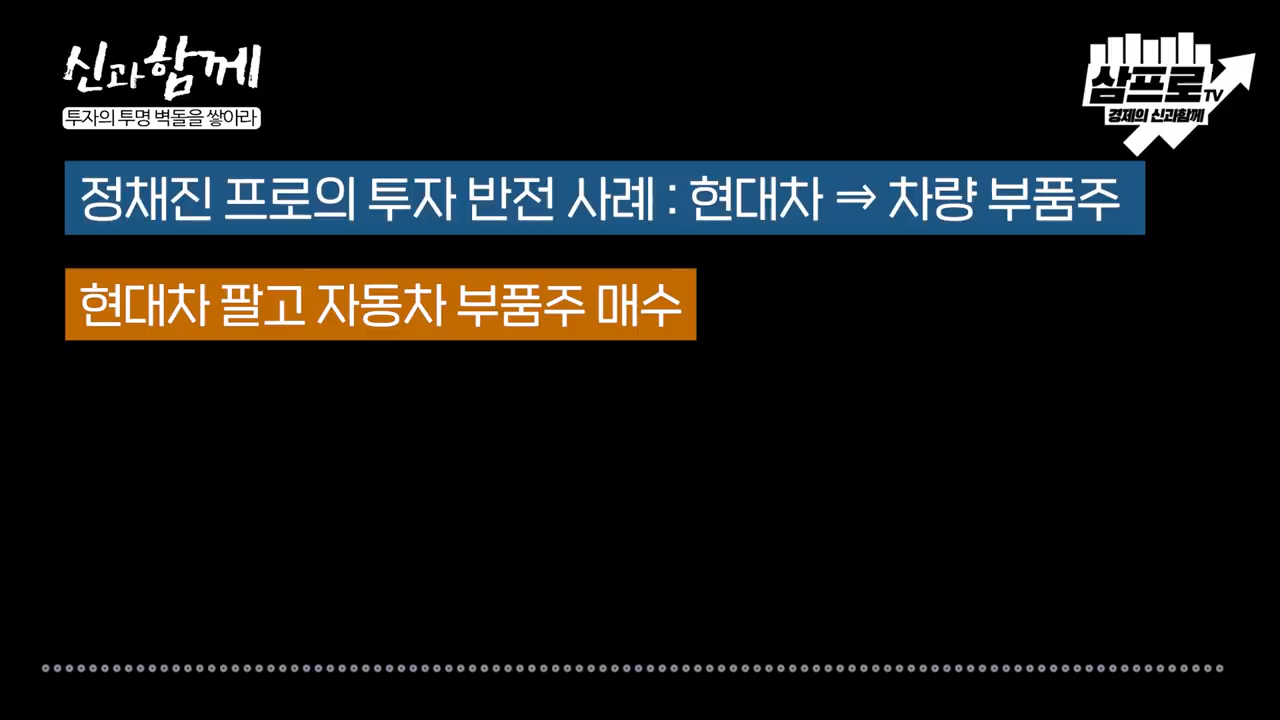 신과함께
투자의 투명 벽돌을 쌓아라
삼프로TV
경제의 신과함께
정채진 프로의 투자 반전 사례 : 현대차 ⇒ 차량 부품주
현대차 팔고 자동차 부품주 매수